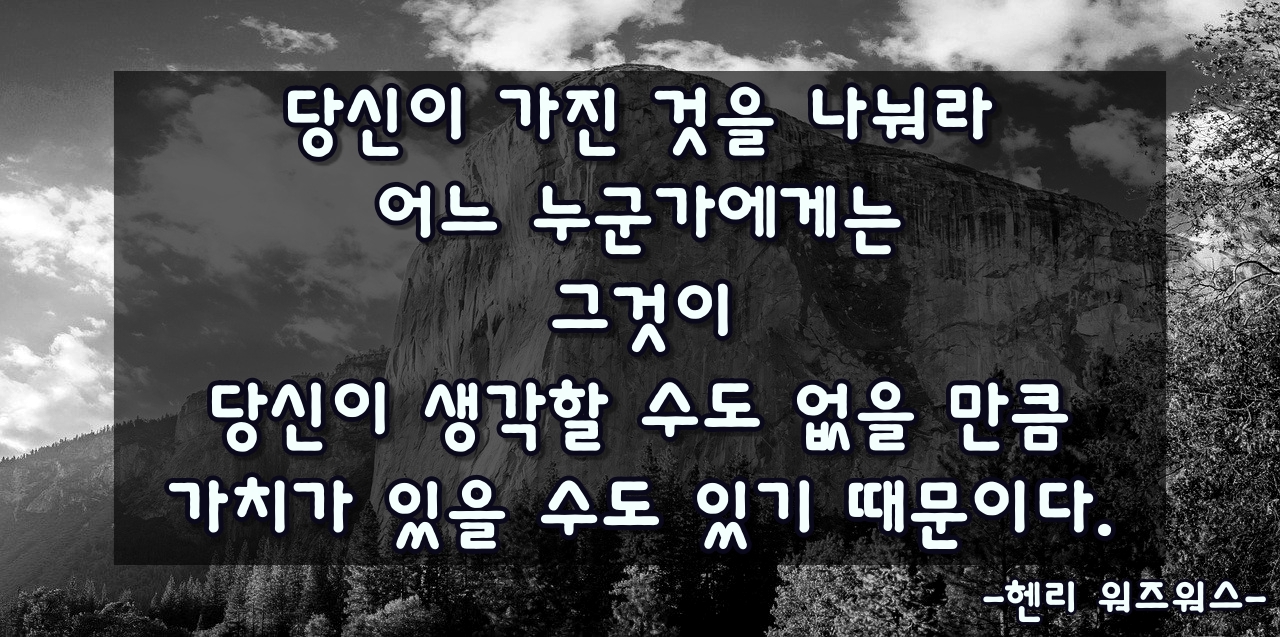 당신이 가진 것을 나눠라
어느 누군가에게는
그것이
당신이 생각할 수도 없을 만큼
가치가 있을 수도 있기 때문이다.
-헨리 워즈워스-